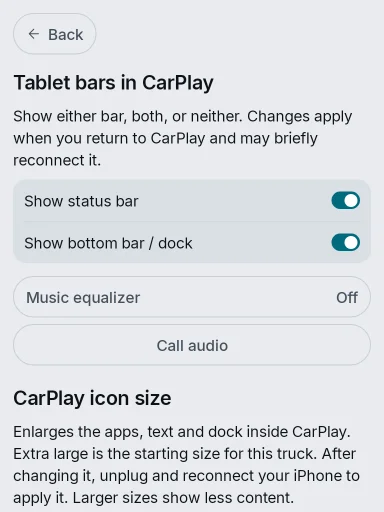 Back
Tablet bars in CarPlay
Show either bar, both, or neither. Changes apply
when you return to CarPlay and may briefly
reconnect it.
Show status bar
Show bottom bar / dock
Music equalizer Off
Call audio
CarPlay icon size
Enlarges the apps, text and dock inside CarPlay.
Extra large is the starting size for this truck. After
changing it, unplug and reconnect your iPhone to
apply it. Larger sizes show less content.